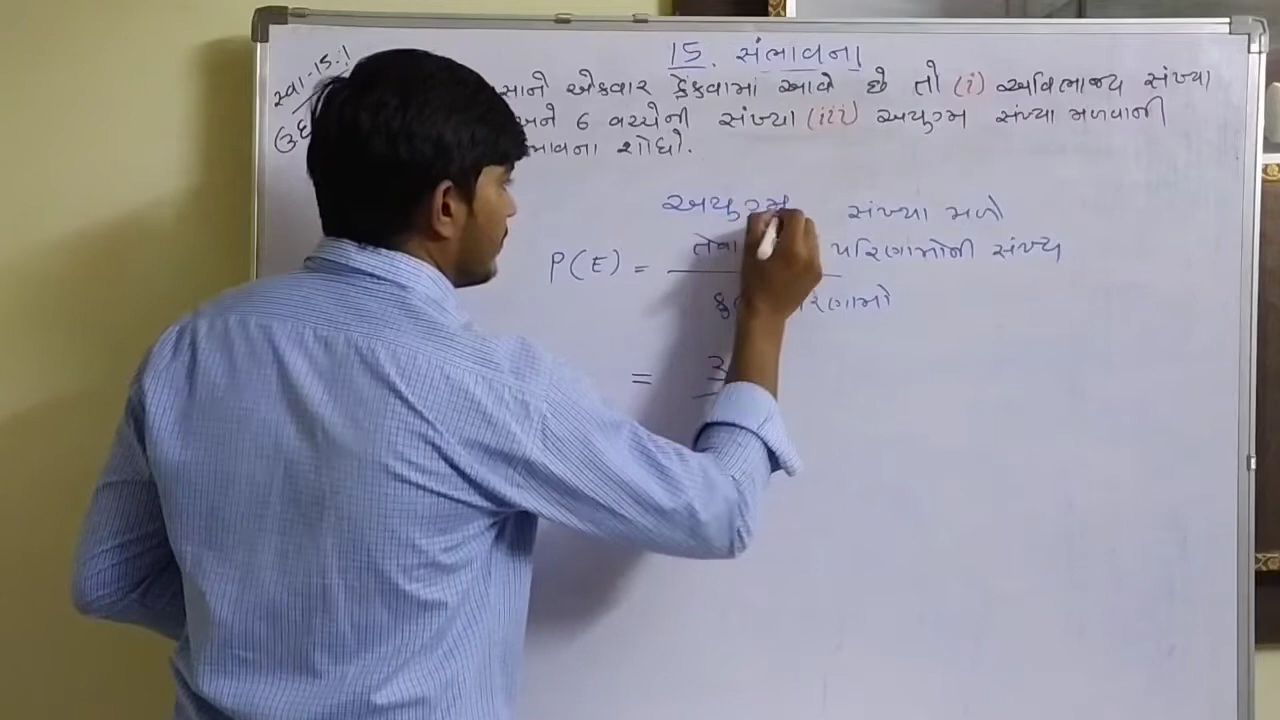 15. સંભાવના
સ્વા-15.1
સાને એકવાર ફેંકવામાં આવે છે તો (i) અવિભાજ્ય સંખ્યા
અને 6 વચ્ચેની સંખ્યા (iii) અયુગ્મ સંખ્યા મળવાની
ભાવના શોધો.
અયુગ્મ સંખ્યા મળે
P(E) = તેવા પરિણામોની સંખ્ય
= 3